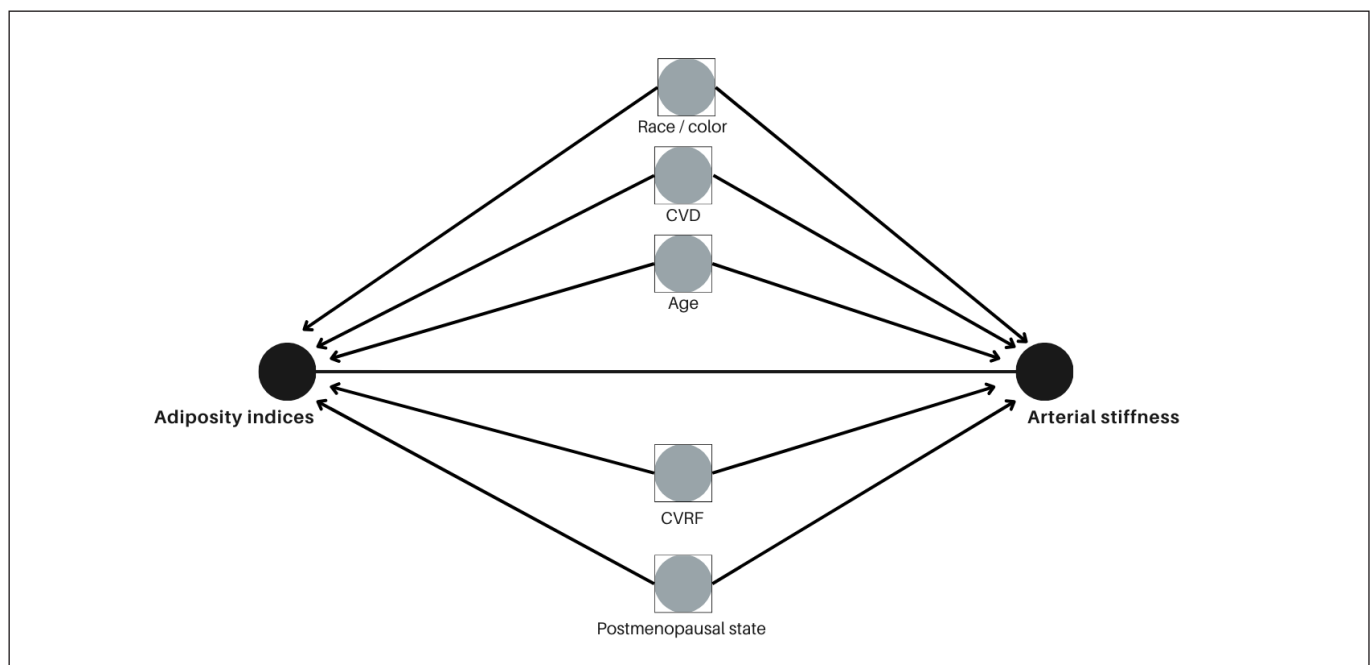 Race / color
CVD
Age
Adiposity indices
Arterial stiffness
CVRF
Postmenopausal state